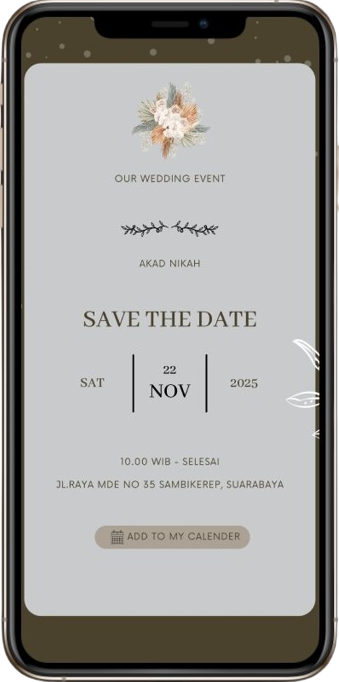 OUR WEDDING EVENT
AKAD NIKAH
SAVE THE DATE
SAT
22
NOV
2025
10.00 WIB - SELESAI
JL.RAYA MDE NO 35 SAMBIKEREP, SUARABAYA
ADD TO MY CALENDER